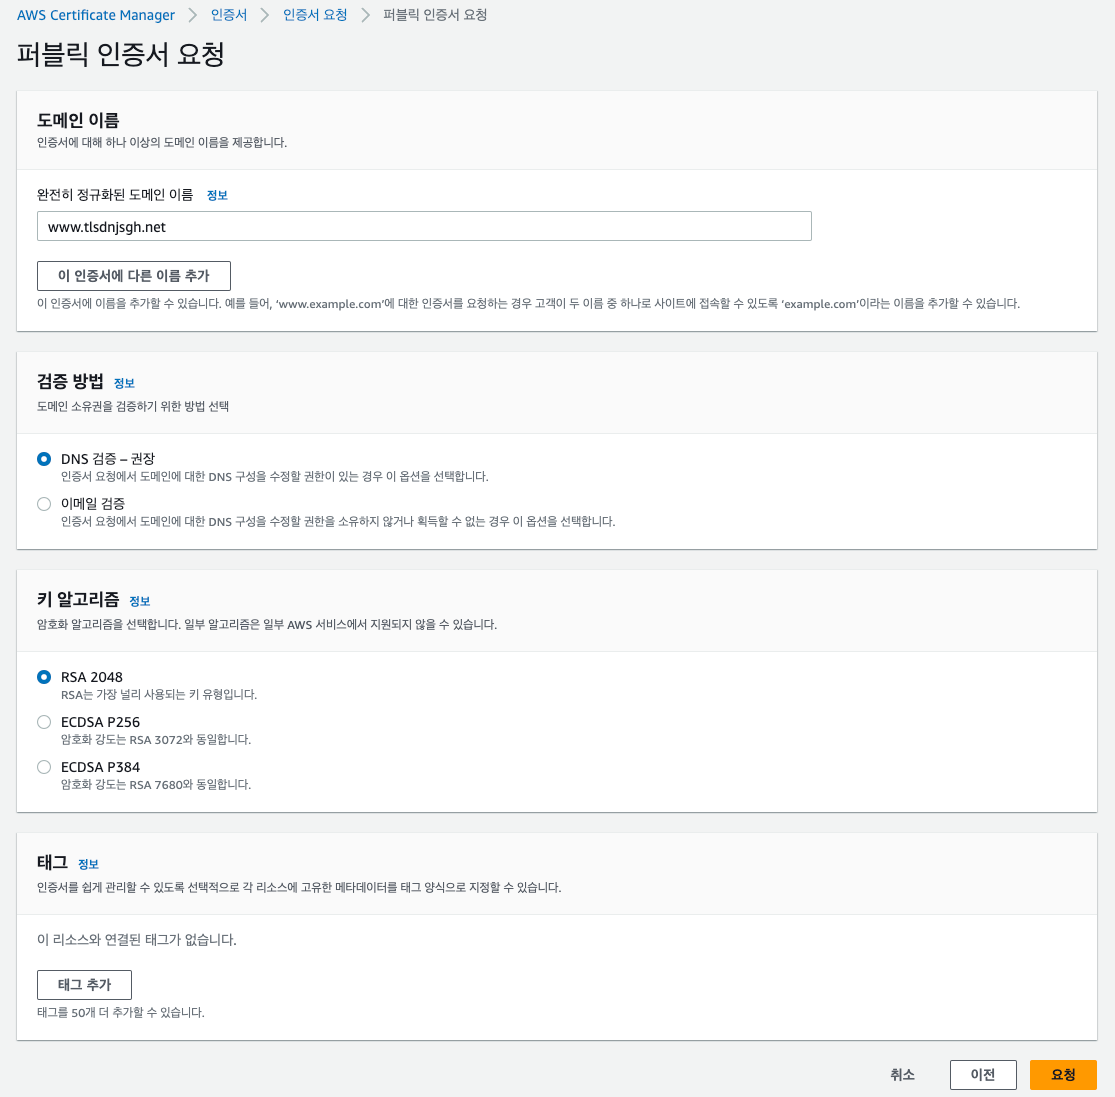 AWS Certificate Manager > 인증서 > 인증서 요청 > 퍼블릭 인증서 요청
퍼블릭 인증서 요청
도메인 이름
인증서에 대해 하나 이상의 도메인 이름을 제공합니다.
완전히 정규화된 도메인 이름 정보
www.tlsdnjsgh.net
이 인증서에 다른 이름 추가
이 인증서에 이름을 추가할 수 있습니다. 예를 들어, ‘www.example.com’에 대한 인증서를 요청하는 경우 고객이 두 이름 중 하나로 사이트에 접속할 수 있도록 ‘example.com’이라는 이름을 추가할 수 있습니다.
검증 방법 정보
도메인 소유권을 검증하기 위한 방법 선택
DNS 검증 – 권장
인증서 요청에서 도메인에 대한 DNS 구성을 수정할 권한이 있는 경우 이 옵션을 선택합니다.
이메일 검증
인증서 요청에서 도메인에 대한 DNS 구성을 수정할 권한을 소유하지 않거나 획득할 수 없는 경우 이 옵션을 선택합니다.
키 알고리즘 정보
암호화 알고리즘을 선택합니다. 일부 알고리즘은 일부 AWS 서비스에서 지원되지 않을 수 있습니다.
RSA 2048
RSA는 가장 널리 사용되는 키 유형입니다.
ECDSA P256
암호화 강도는 RSA 3072와 동일합니다.
ECDSA P384
암호화 강도는 RSA 7680와 동일합니다.
태그 정보
인증서를 쉽게 관리할 수 있도록 선택적으로 각 리소스에 고유한 메타데이터를 태그 양식으로 지정할 수 있습니다.
이 리소스와 연결된 태그가 없습니다.
태그 추가
태그를 50개 더 추가할 수 있습니다.
취소 이전 요청